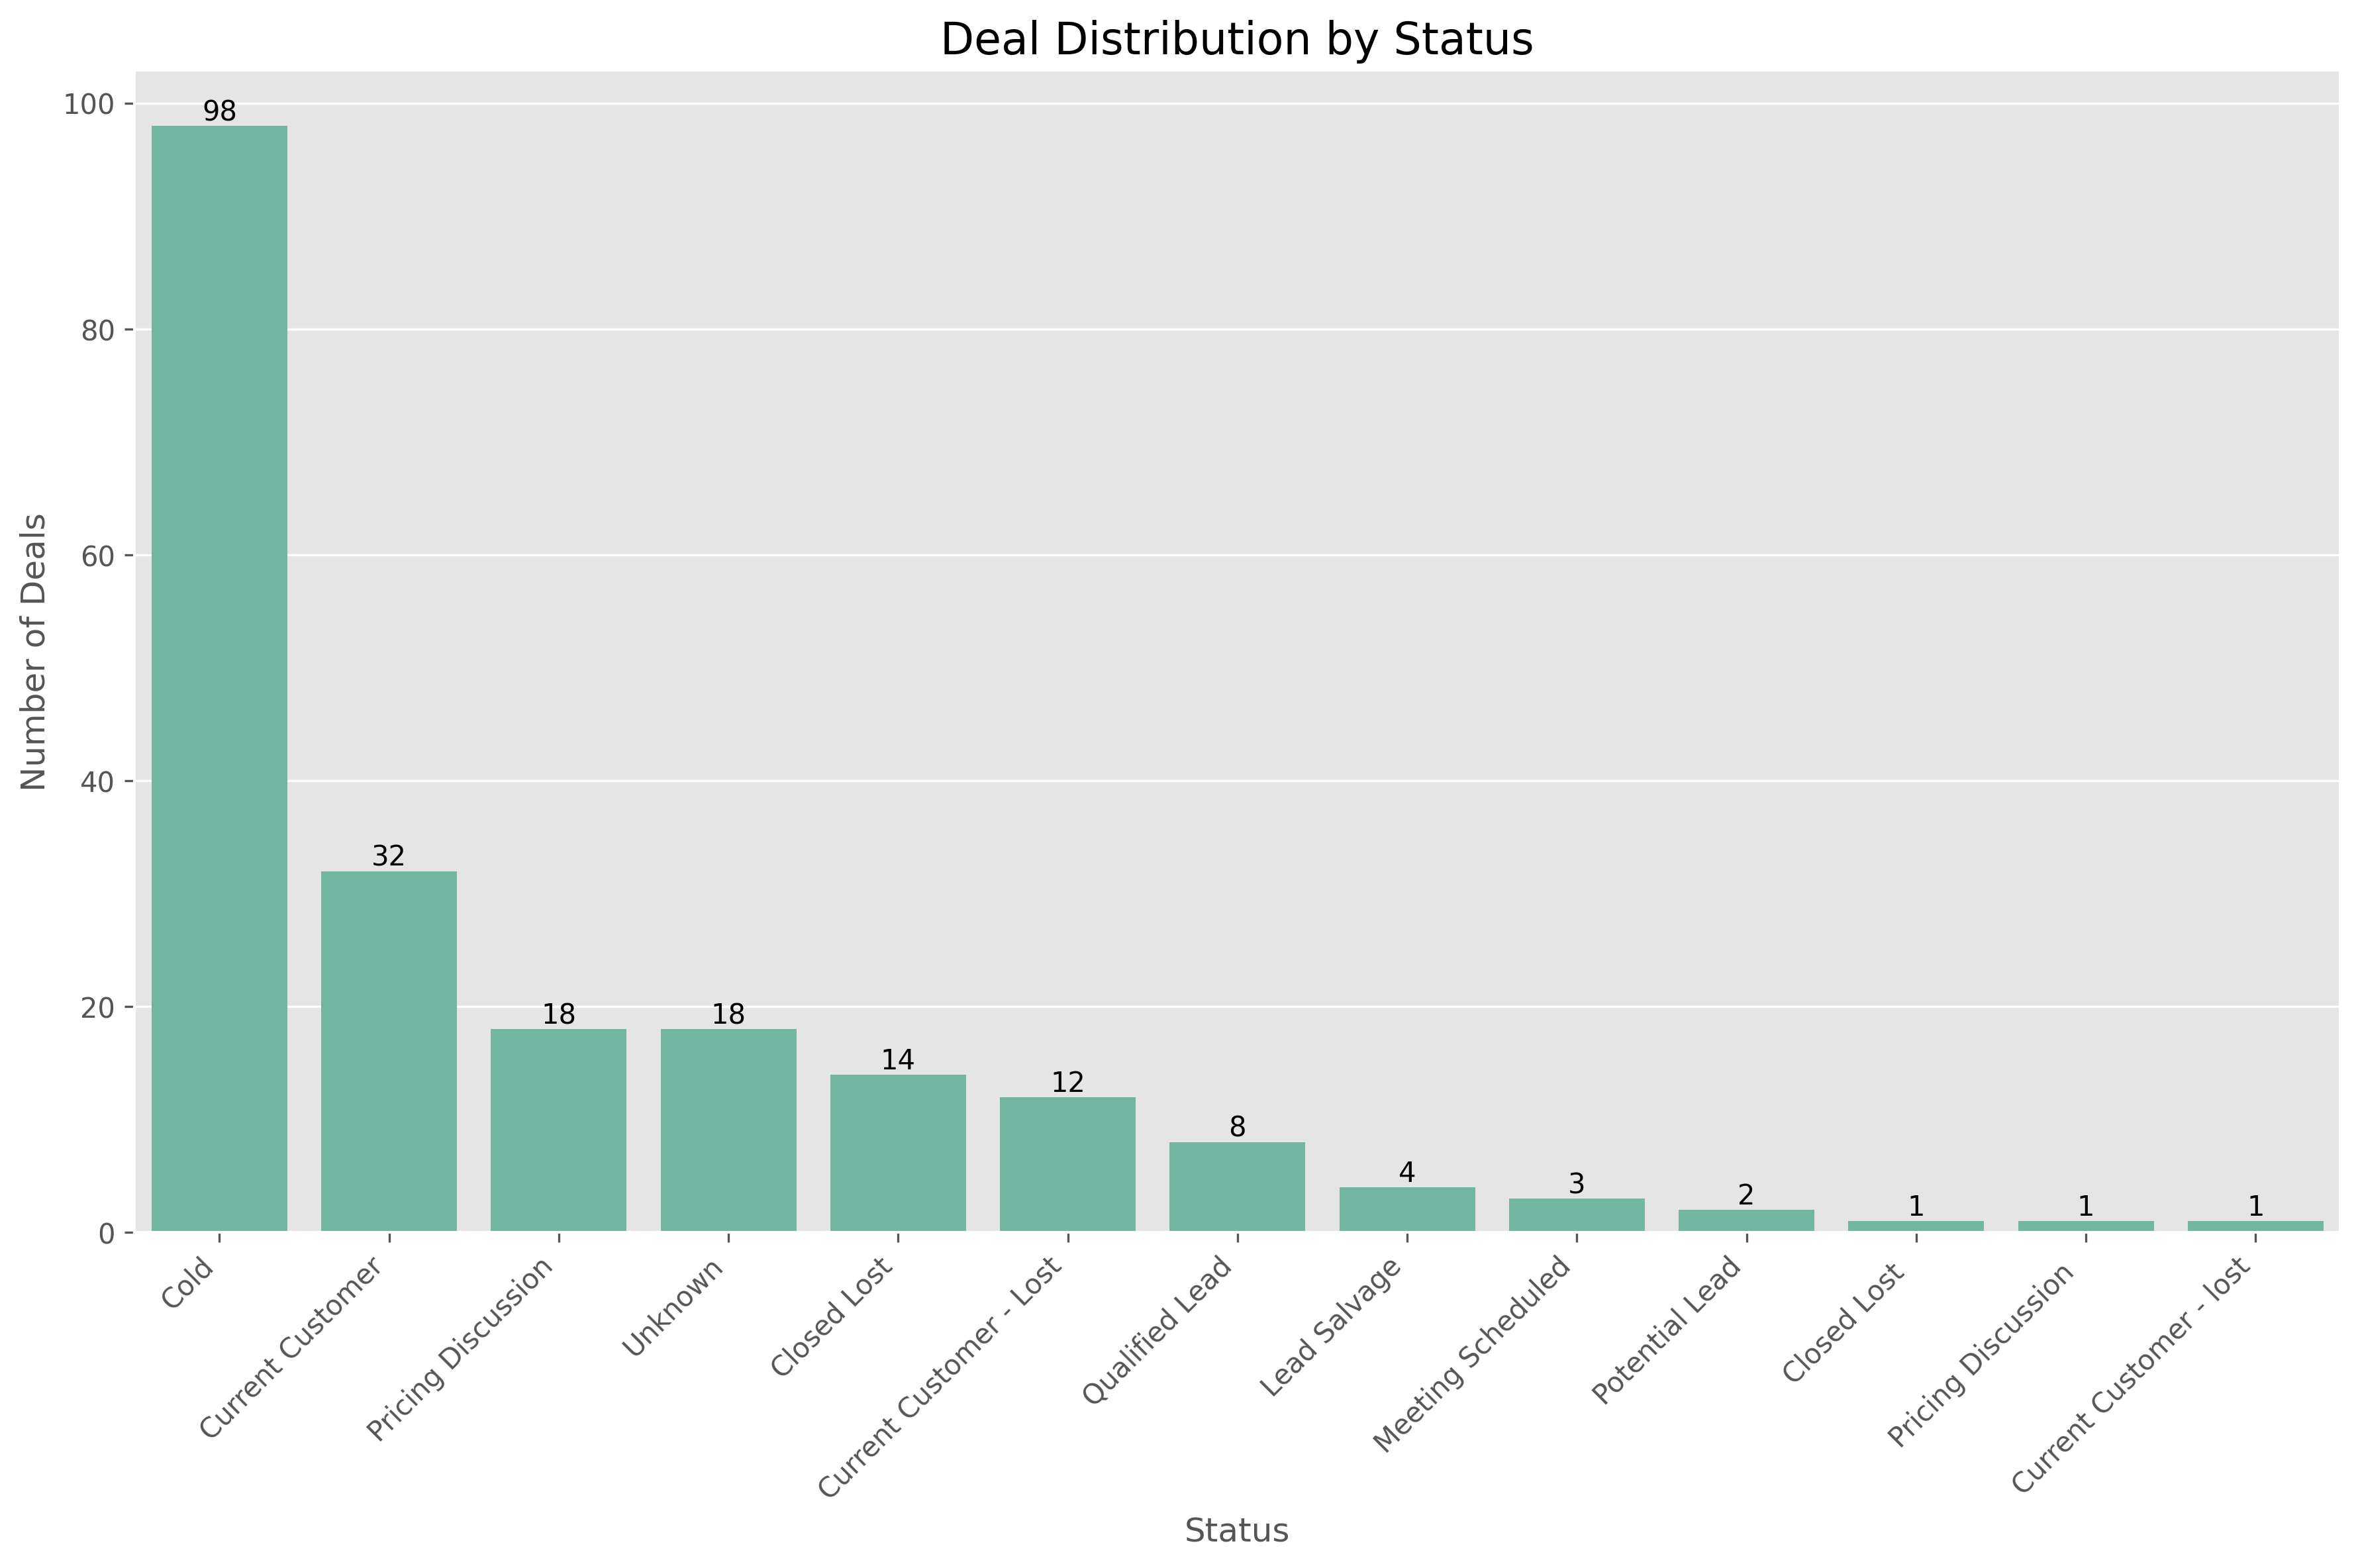 Deal Distribution by Status
Number of Deals
100
80
60
40
20
0
98
32
18
18
14
12
8
4
3
2
1
1
1
Cold
Current Customer
Pricing Discussion
Unknown
Closed Lost
Current Customer - Lost
Qualified Lead
Lead Salvage
Meeting Scheduled
Potential Lead
Closed Lost
Pricing Discussion
Current Customer - lost
Status